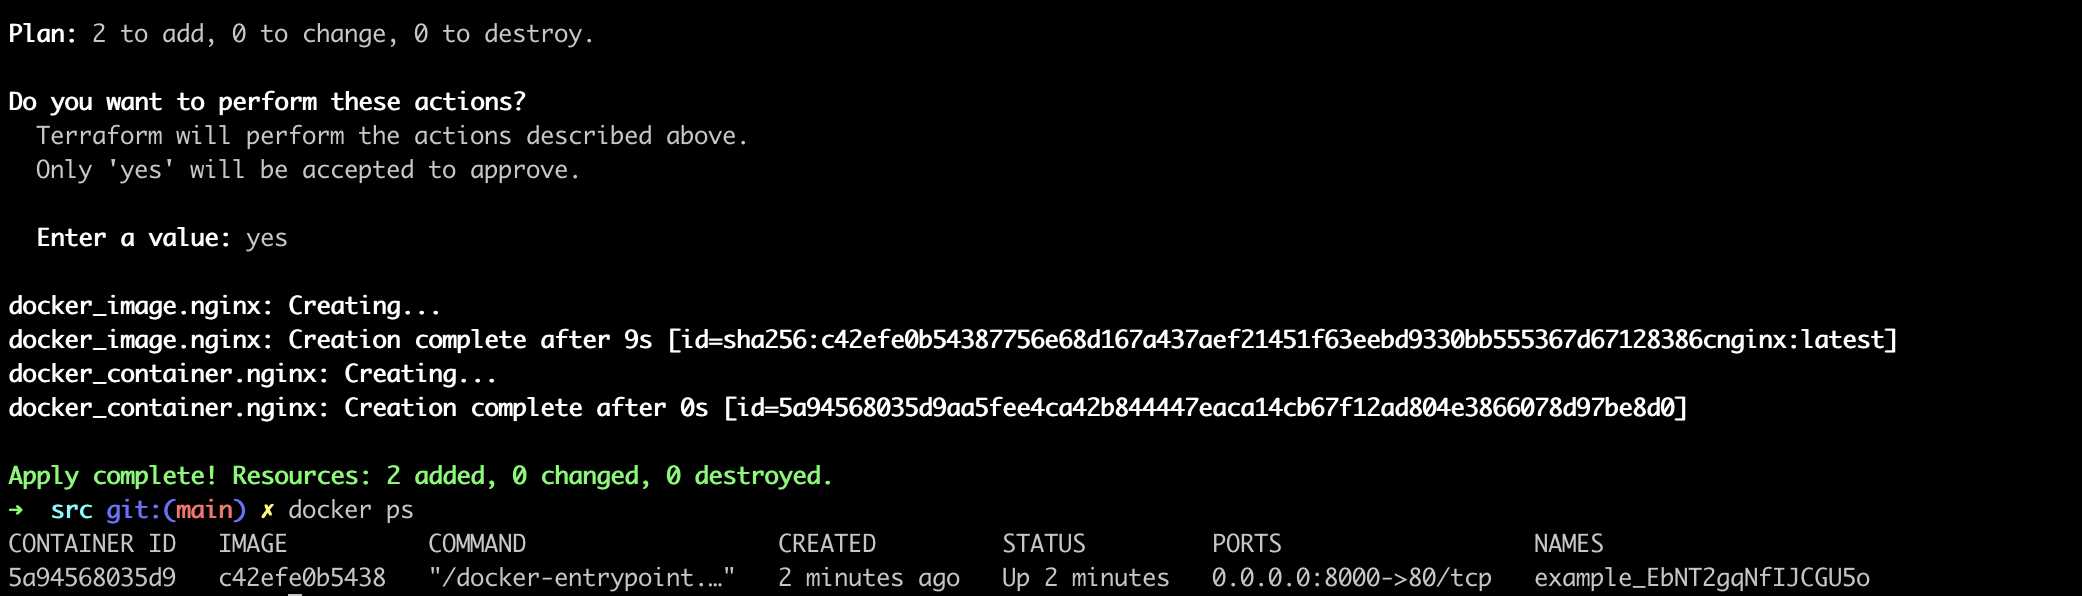 Plan: 2 to add, 0 to change, 0 to destroy.
Do you want to perform these actions?
Terraform will perform the actions described above.
Only 'yes' will be accepted to approve.
Enter a value: yes
docker_image.nginx: Creating...
docker_image.nginx: Creation complete after 9s [id=sha256:c42efe0b54387756e68d167a437aef21451f63eebd9330bb555367d67128386cnginx:latest]
docker_container.nginx: Creating...
docker_container.nginx: Creation complete after 0s [id=5a94568035d9aa5fee4ca42b844447eaca14cb67f12ad804e3866078d97be8d0]
Apply complete! Resources: 2 added, 0 changed, 0 destroyed.
➜  src git:(main) ✗ docker ps
CONTAINER ID   IMAGE          COMMAND                  CREATED         STATUS         PORTS                  NAMES
5a94568035d9   c42efe0b5438   "/docker-entrypoint.…"   2 minutes ago   Up 2 minutes   0.0.0.0:8000->80/tcp   example_EbNT2gqNfIJCGU5o